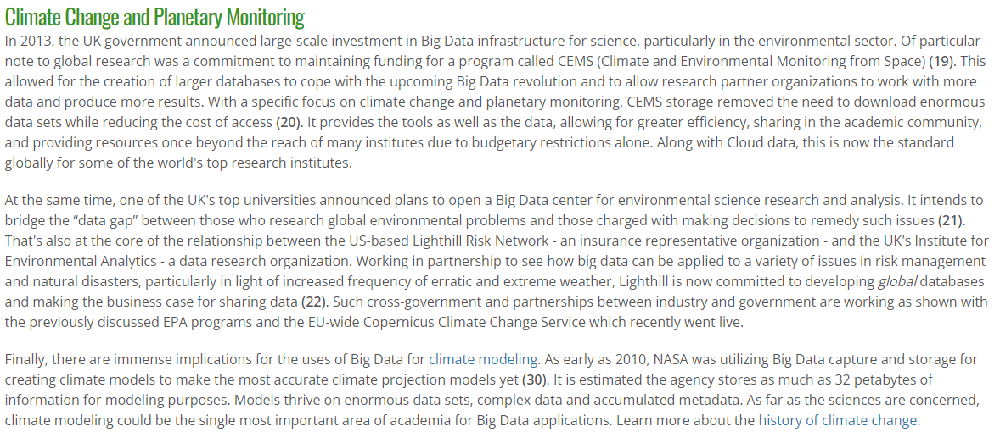 Climate Change and Planetary Monitoring
In 2013, the UK government announced large-scale investment in Big Data infrastructure for science, particularly in the environmental sector. Of particular
note to global research was a commitment to maintaining funding for a program called CEMS (Climate and Environmental Monitoring from Space) (19). This
allowed for the creation of larger databases to cope with the upcoming Big Data revolution and to allow research partner organizations to work with more
data and produce more results. With a specific focus on climate change and planetary monitoring, CEMS storage removed the need to download enormous
data sets while reducing the cost of access (20). It provides the tools as well as the data, allowing for greater efficiency, sharing in the academic community,
and providing resources once beyond the reach of many institutes due to budgetary restrictions alone. Along with Cloud data, this is now the standard
globally for some of the world's top research institutes.
At the same time, one of the UK's top universities announced plans to open a Big Data center for environmental science research and analysis. It intends to
bridge the “data gap” between those who research global environmental problems and those charged with making decisions to remedy such issues (21).
That's also at the core of the relationship between the US-based Lighthill Risk Network - an insurance representative organization - and the UK's Institute for
Environmental Analytics - a data research organization. Working in partnership to see how big data can be applied to a variety of issues in risk management
and natural disasters, particularly in light of increased frequency of erratic and extreme weather, Lighthill is now committed to developing global databases
and making the business case for sharing data (22). Such cross-government and partnerships between industry and government are working as shown with
the previously discussed EPA programs and the EU-wide Copernicus Climate Change Service which recently went live.
Finally, there are immense implications for the uses of Big Data for climate modeling. As early as 2010, NASA was utilizing Big Data capture and storage for
creating climate models to make the most accurate climate projection models yet (30). It is estimated the agency stores as much as 32 petabytes of
information for modeling purposes. Models thrive on enormous data sets, complex data and accumulated metadata. As far as the sciences are concerned,
climate modeling could be the single most important area of academia for Big Data applications. Learn more about the history of climate change.